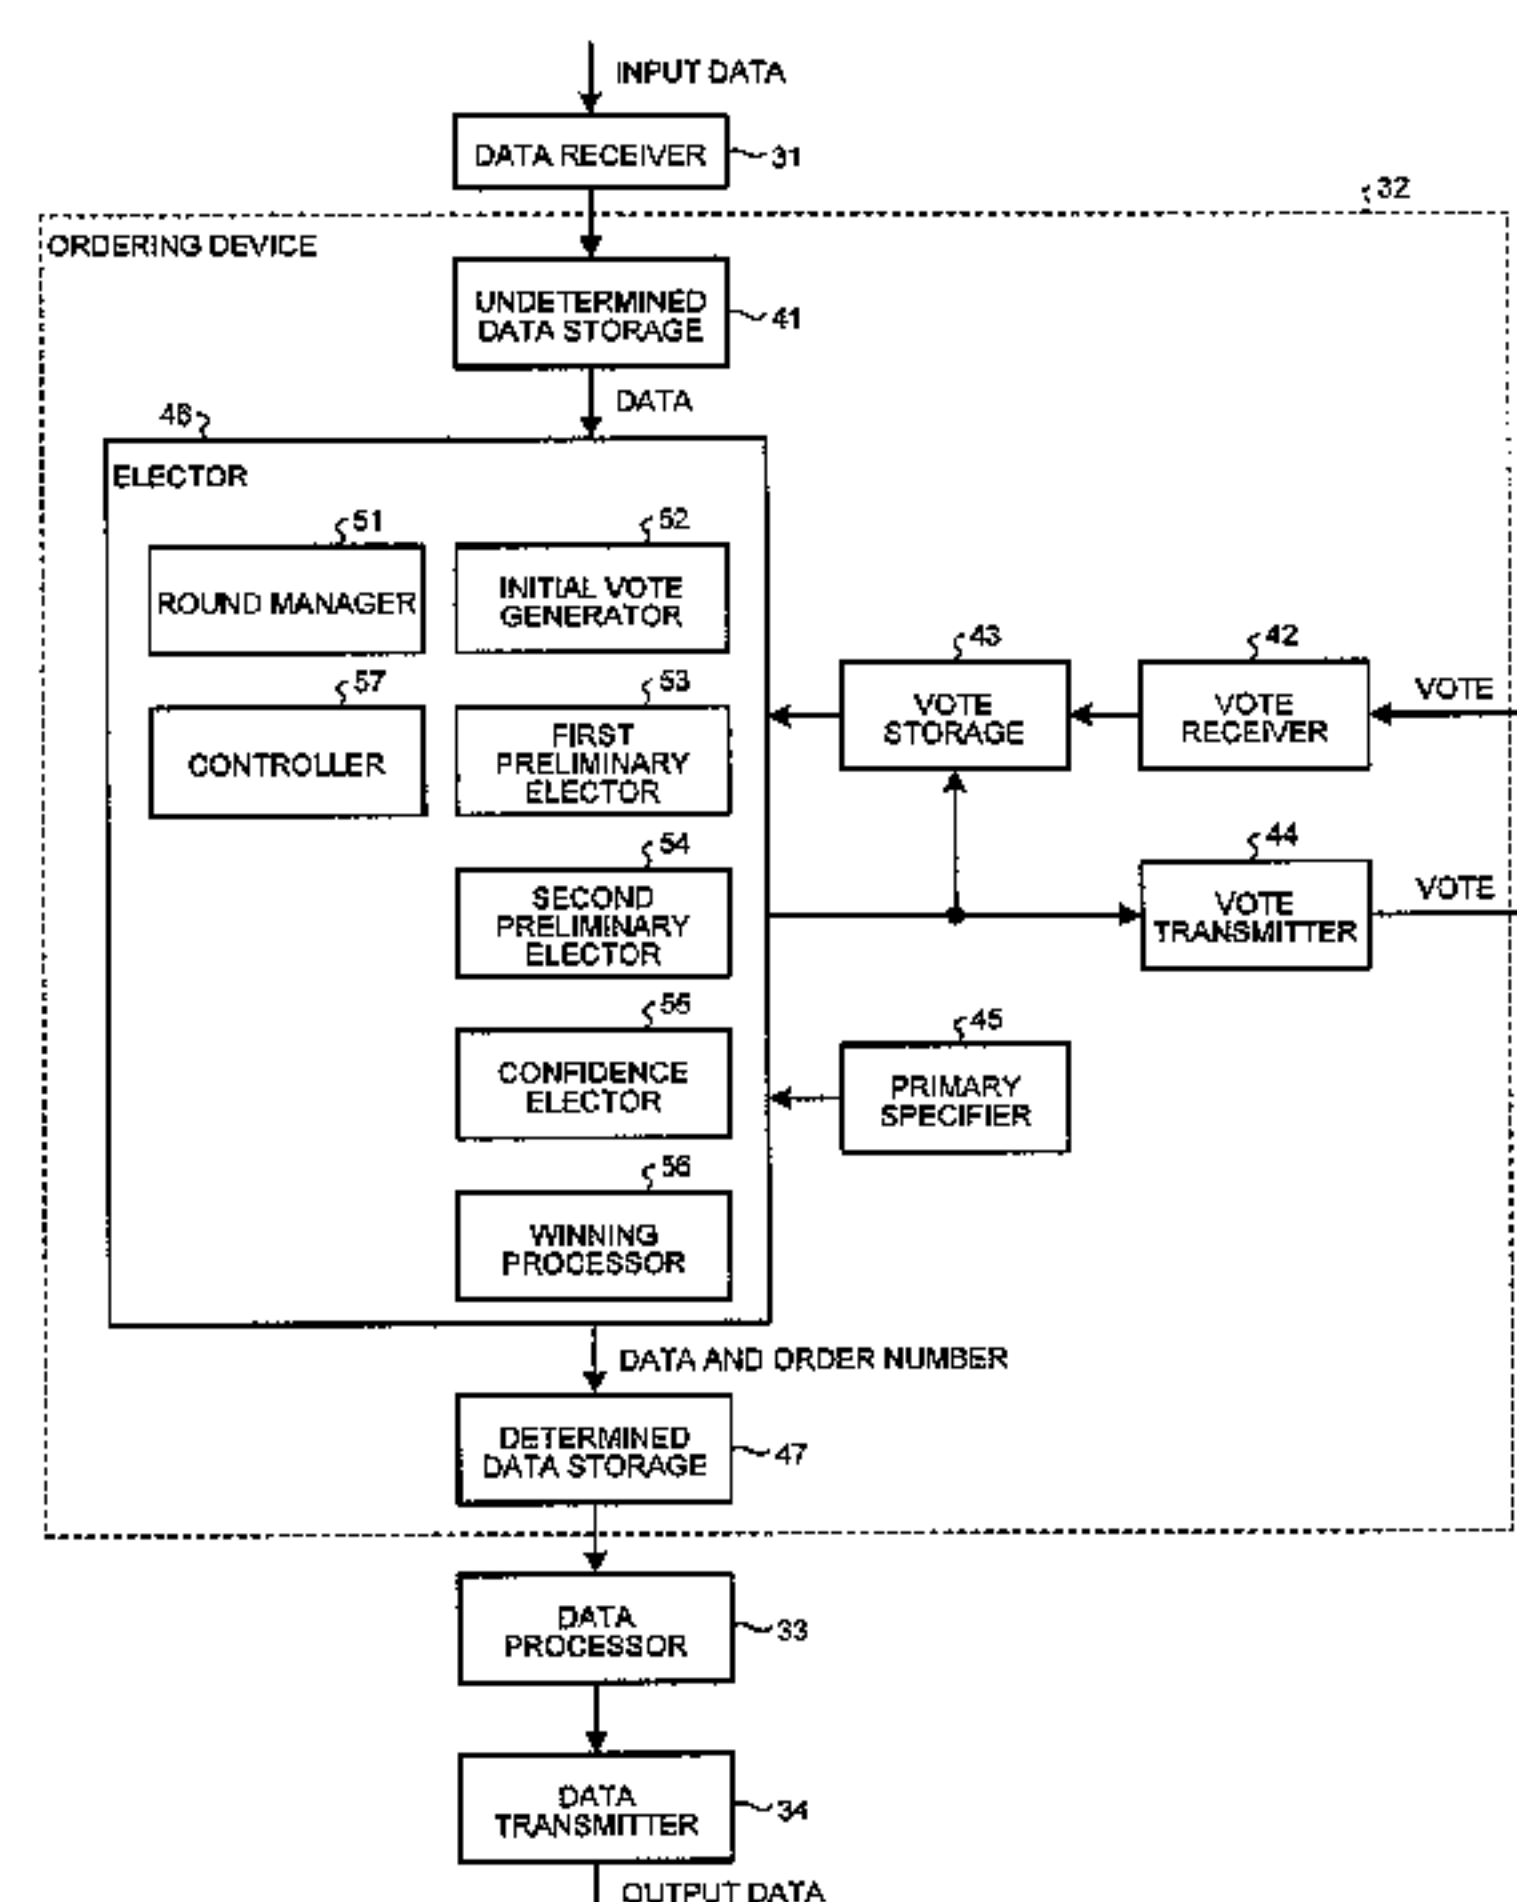 INPUT DATA
DATA RECEIVER
31
32
ORDERING DEVICE
UNDETERMINED
DATA STORAGE
41
DATA
46
ELECTOR
51
ROUND MANAGER
52
INITIAL VOTE
GENERATOR
57
CONTROLLER
53
FIRST
PRELIMINARY
ELECTOR
43
VOTE
STORAGE
42
VOTE
RECEIVER
VOTE
54
SECOND
PRELIMINARY
ELECTOR
44
VOTE
TRANSMITTER
VOTE
55
CONFIDENCE
ELECTOR
45
PRIMARY
SPECIFIER
56
WINNING
PROCESSOR
DATA AND ORDER NUMBER
DETERMINED
DATA STORAGE
47
DATA
PROCESSOR
33
DATA
TRANSMITTER
34
OUTPUT DATA